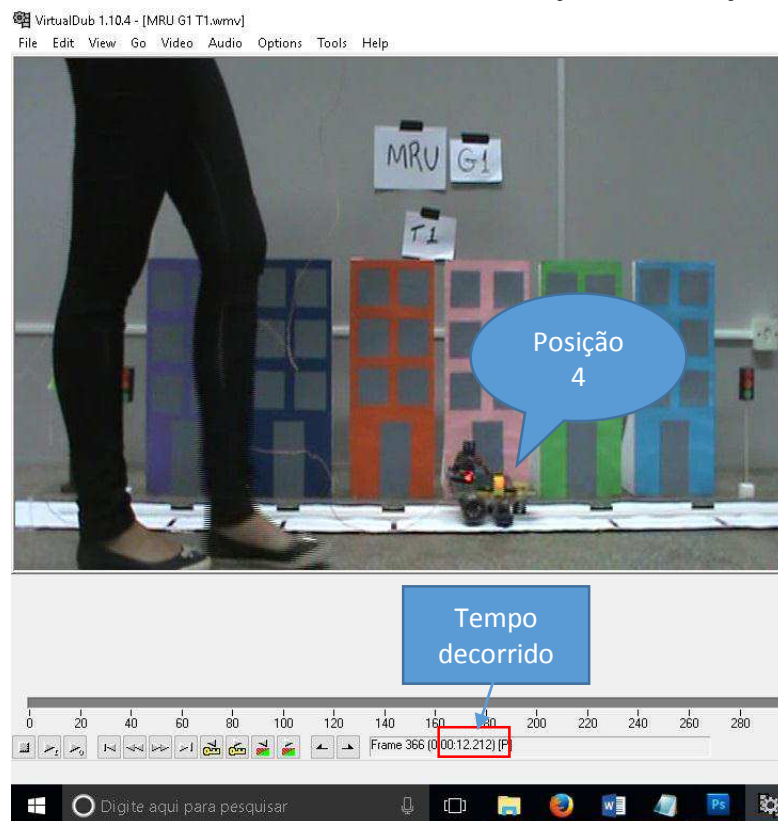 VirtualDub 1.10.4 - [MRU G1 T1.wmv]
File Edit View Go Video Audio Options Tools Help
MRU G1
T1
Posição
4
Tempo
decorrido
0 20 40 60 80 100 120 140 160 180 200 220 240 260 280
Frame 366 (0:00:12.212) [P]
Digite aqui para pesquisar
W
Ps